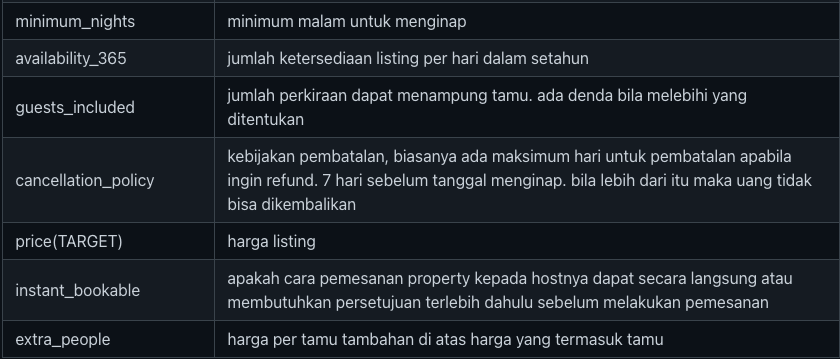 minimum_nights
minimum malam untuk menginap
availability_365
jumlah ketersediaan listing per hari dalam setahun
guests_included
jumlah perkiraan dapat menampung tamu. ada denda bila melebihi yang
ditentukan
cancellation_policy
kebijakan pembatalan, biasanya ada maksimum hari untuk pembatalan apabila
ingin refund. 7 hari sebelum tanggal menginap. bila lebih dari itu maka uang tidak
bisa dikembalikan
price(TARGET)
harga listing
instant_bookable
apakah cara pemesanan property kepada hostnya dapat secara langsung atau
membutuhkan persetujuan terlebih dahulu sebelum melakukan pemesanan
extra_people
harga per tamu tambahan di atas harga yang termasuk tamu